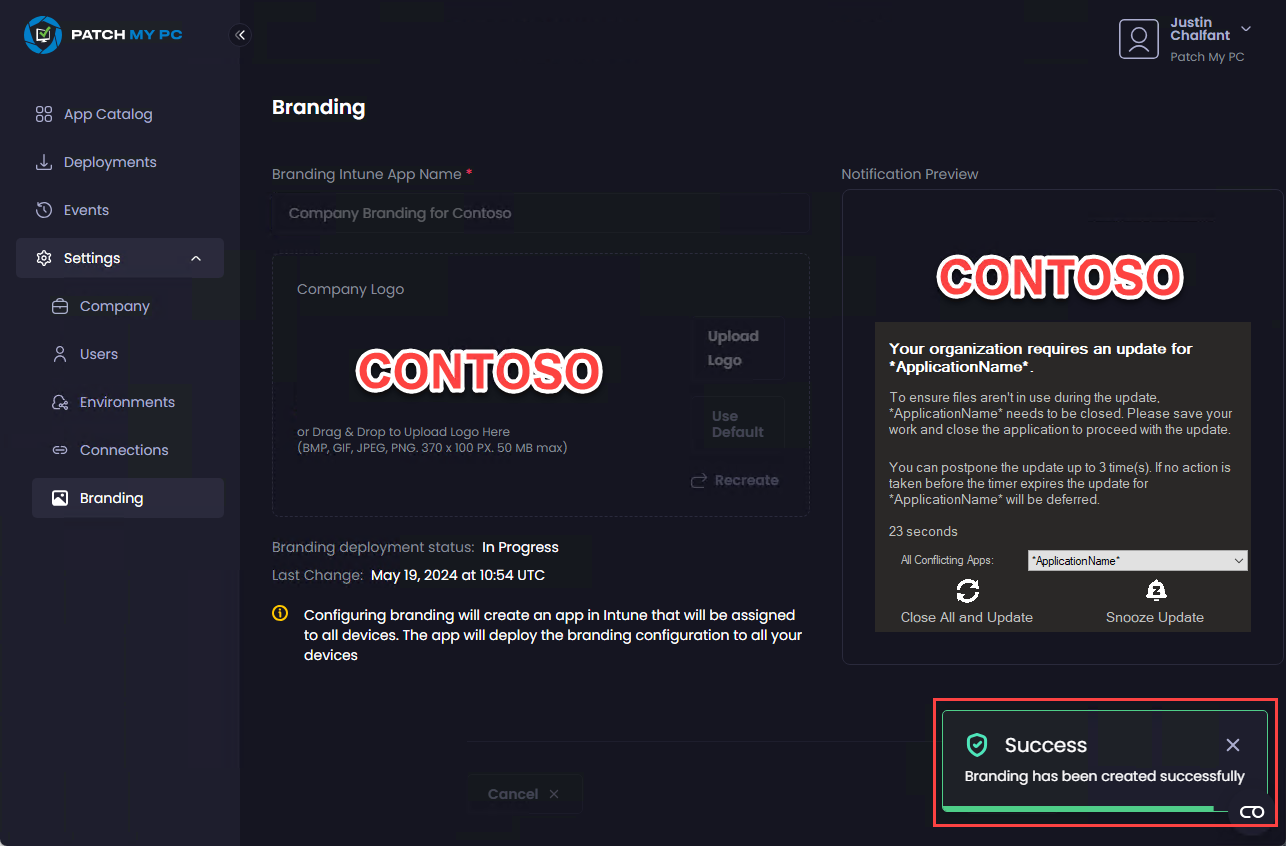 PATCH MY PC
Justin
Chalfant
Patch My PC
App Catalog
Deployments
Events
Settings
Company
Users
Environments
Connections
Branding
Branding
Branding Intune App Name *
Company Branding for Contoso
Company Logo
CONTOSO
Upload
Logo
Use
Default
or Drag & Drop to Upload Logo Here
(BMP, GIF, JPEG, PNG. 370 x 100 PX. 50 MB max)
Recreate
Branding deployment status: In Progress
Last Change: May 19, 2024 at 10:54 UTC
Configuring branding will create an app in Intune that will be assigned
to all devices. The app will deploy the branding configuration to all your
devices
Cancel
Notification Preview
CONTOSO
Your organization requires an update for
*ApplicationName*.
To ensure files aren't in use during the update,
*ApplicationName* needs to be closed. Please save your
work and close the application to proceed with the update.
You can postpone the update up to 3 time(s). If no action is
taken before the timer expires the update for
*ApplicationName* will be deferred.
23 seconds
All Conflicting Apps: *ApplicationName*
Close All and Update
Snooze Update
Success
Branding has been created successfully